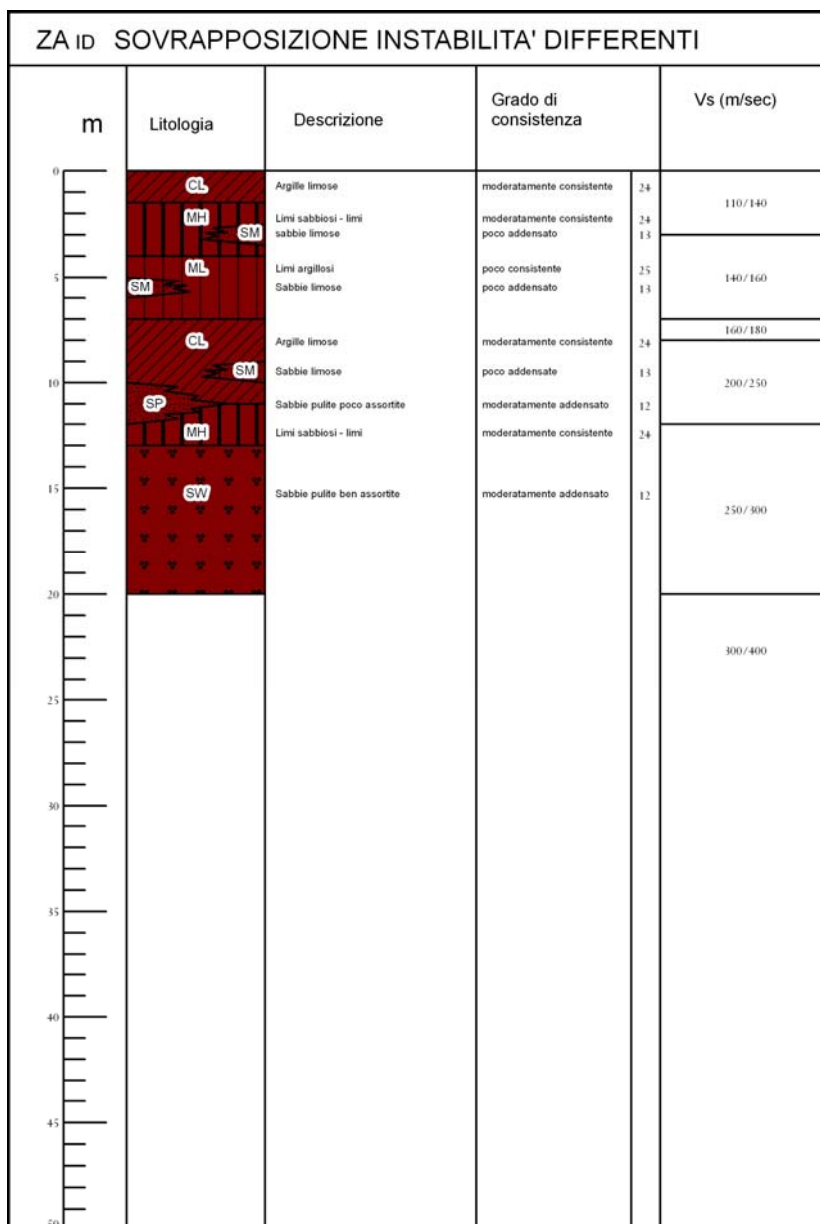 ZA ID SOVRAPPOSIZIONE INSTABILITA' DIFFERENTI
m
Litologia
Descrizione
Grado di
consistenza
Vs (m/sec)
0
CL Argille limose moderatamente consistente 24
110/140
MH Limi sabbiosi - limi moderatamente consistente 24
SM sabbie limose poco addensato 13
ML Limi argillosi poco consistente 25
5
140/160
SM Sabbie limose poco addensato 13
160/180
CL Argille limose moderatamente consistente 24
SM Sabbie limose poco addensate 13
10
200/250
SP Sabbie pulite poco assortite moderatamente addensato 12
MH Limi sabbiosi - limi moderatamente consistente 24
15
SW Sabbie pulite ben assortite moderatamente addensato 12
250/300
20
300/400
25
30
35
40
45
50